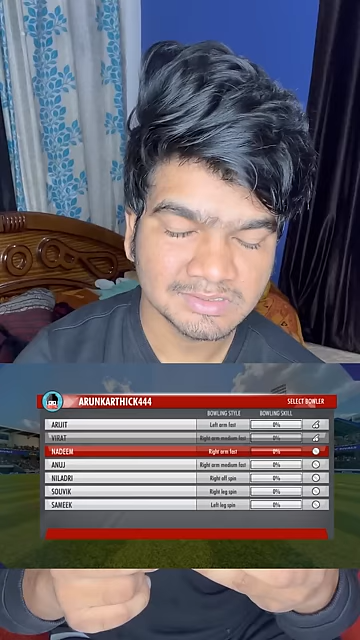 ARUNKARTHICK444 SELECT BOWLER
BOWLING STYLE BOWLING SKILL
ARIJIT Left arm fast 0%
VIRAT Right arm medium fast 0%
NADEEM Right arm fast 0%
ANUJ Right arm medium fast 0%
NILADRI Right off spin 0%
SOUVIK Right leg spin 0%
SAMEEK Left leg spin 0%